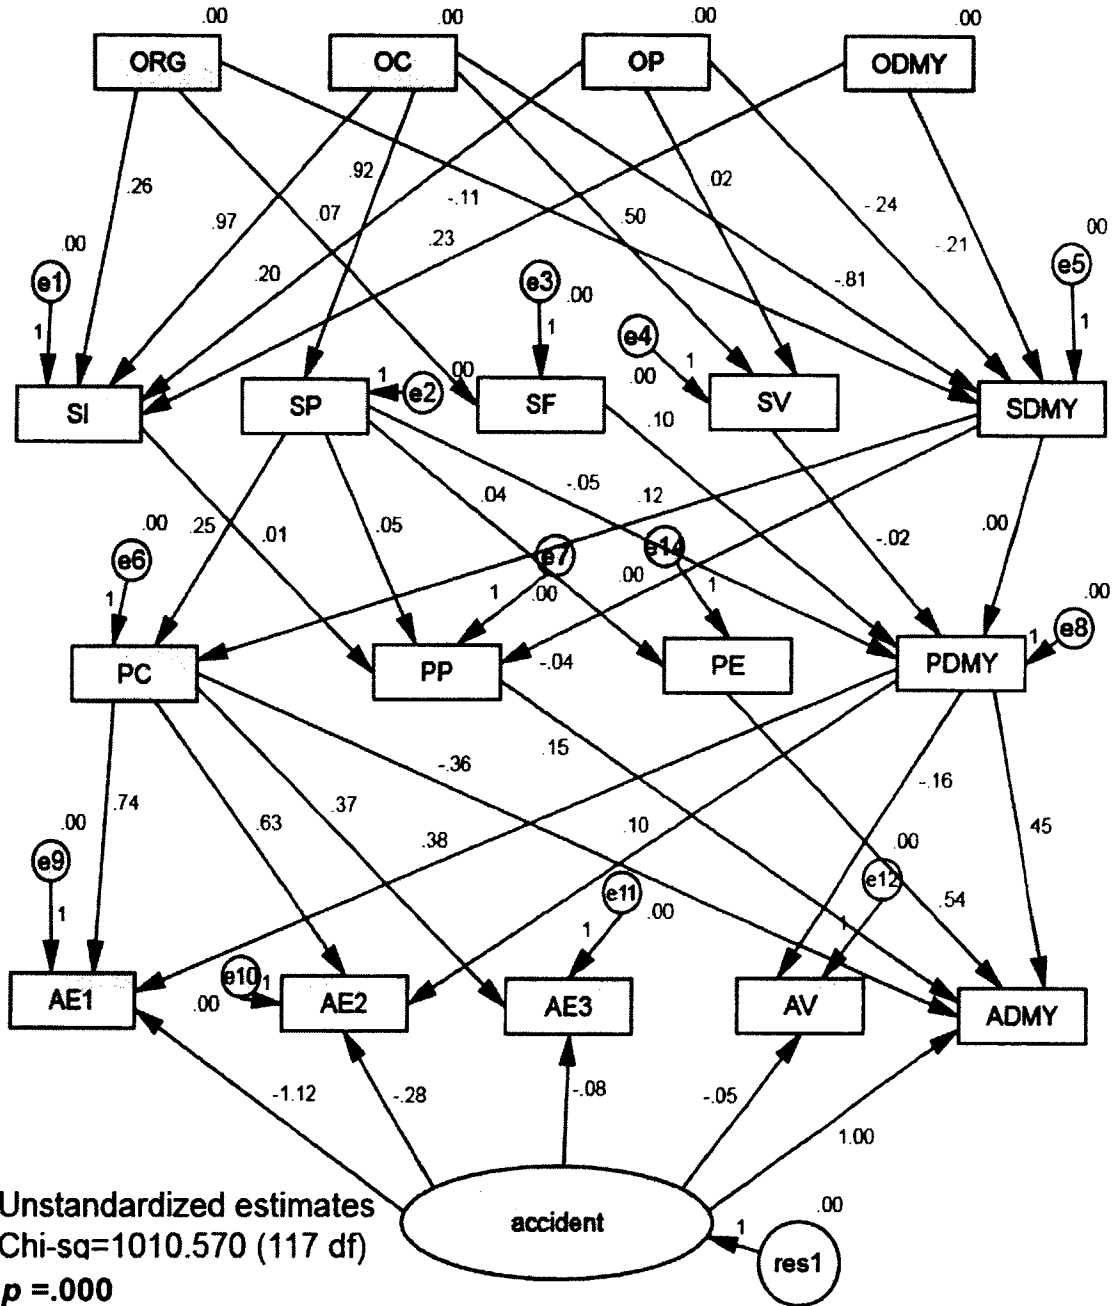 .00 .00 .00 .00
ORG OC OP ODMY
.26 .97 .07 .92 -.11 .50 .02 -.24
.20 .23 -.81 -.21
.00 .00 .00 00
e1 e3 e4 e5
1 1 1 1
SI SP 1 e2 .00 SF SV SDMY
.10
.04 -.05 .12
.00 .25 .01 .05 -.02 .00
e6 e7 e14 .00 .00
1 1 .00 1 1 e8
PC PP -.04 PE PDMY
-.36 .15 -.16
.74 .63 .37 .38 .10 45
.00 .00
e9 e11 .00 e12 .54
1 1 1
AE1 .00 e10 1 AE2 AE3 AV ADMY
-1.12 -.28 -.08 -.05 1.00
accident 1 .00
res1
Unstandardized estimates
Chi-sq=1010.570 (117 df)
p =.000